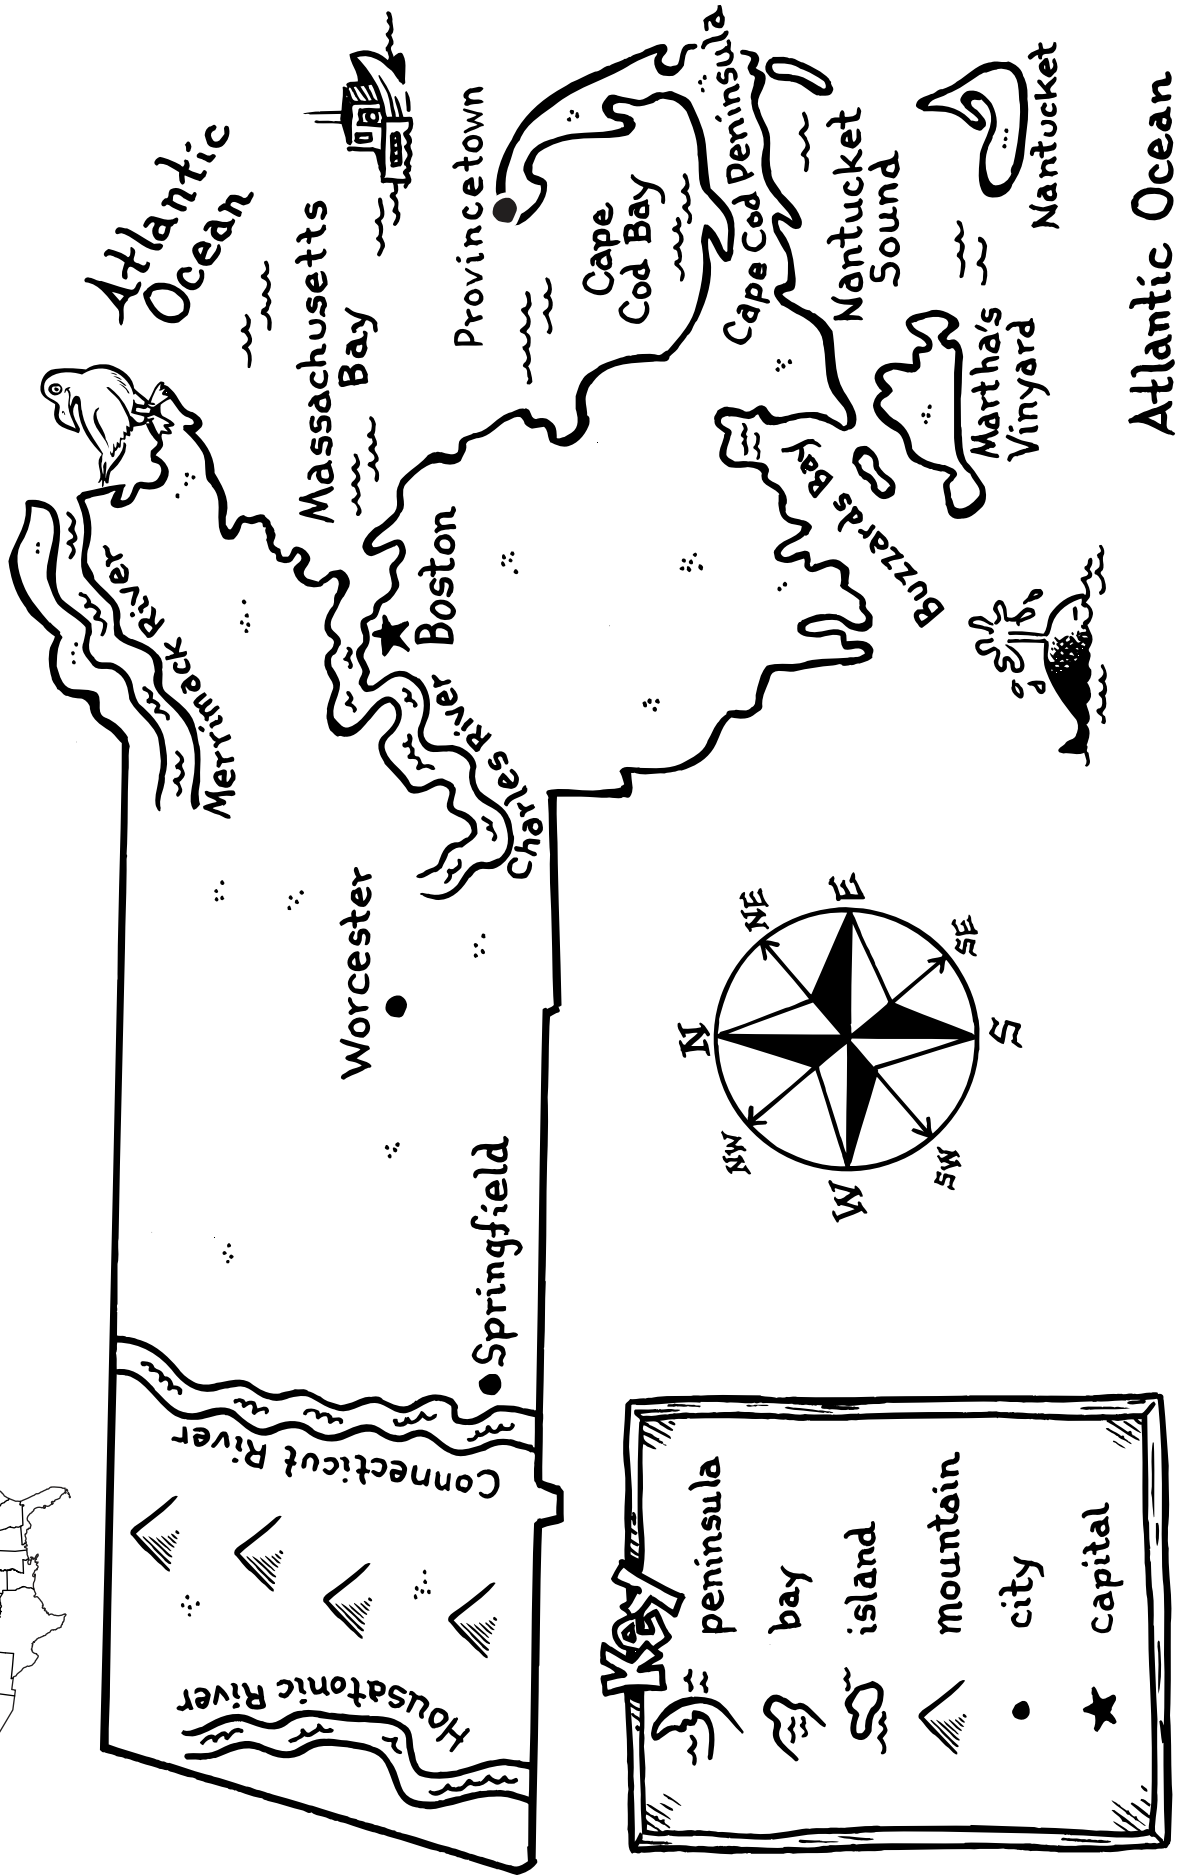 Atlantic
Ocean
Merrimack River
Massachusetts
Bay
Provincetown
Boston
Charles River
Worcester
Cape
Cod Bay
Cape Cod Peninsula
Springfield
Connecticut River
Housatonic River
Nantucket
Sound
Buzzards Bay
Martha's
Vinyard
Nantucket
Atlantic Ocean
N
NE
E
SE
S
SW
W
NW
Key
peninsula
bay
island
mountain
city
capital